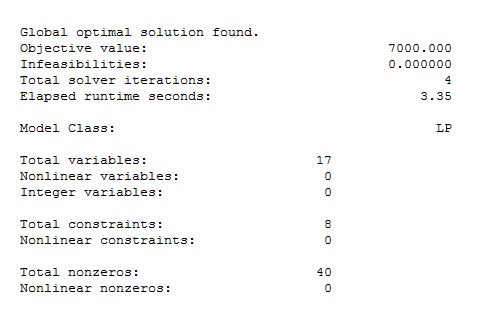 Global optimal solution found.
Objective value: 7000.000
Infeasibilities: 0.000000
Total solver iterations: 4
Elapsed runtime seconds: 3.35
Model Class: LP
Total variables: 17
Nonlinear variables: 0
Integer variables: 0
Total constraints: 8
Nonlinear constraints: 0
Total nonzeros: 40
Nonlinear nonzeros: 0